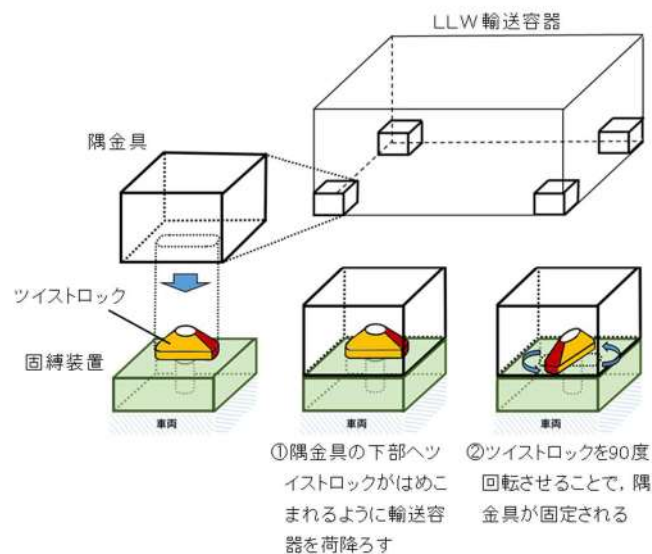 LLW輸送容器
隅金具
ツイストロック
固縛装置
車両
車両
車両
①隅金具の下部へツ
イストロックがはめこ
まれるように輸送容
器を荷降ろす
②ツイストロックを90度
回転させることで，隅
金具が固定される